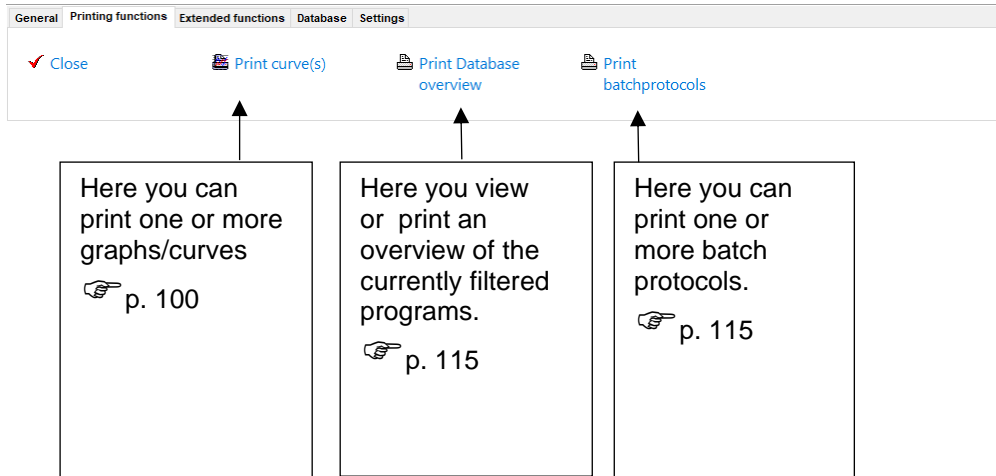 General Printing functions Extended functions Database Settings
Close
Print curve(s)
Print Database
overview
Print
batchprotocols
Here you can
print one or more
graphs/curves
p. 100
Here you view
or print an
overview of the
currently filtered
programs.
p. 115
Here you can
print one or
more batch
protocols.
p. 115